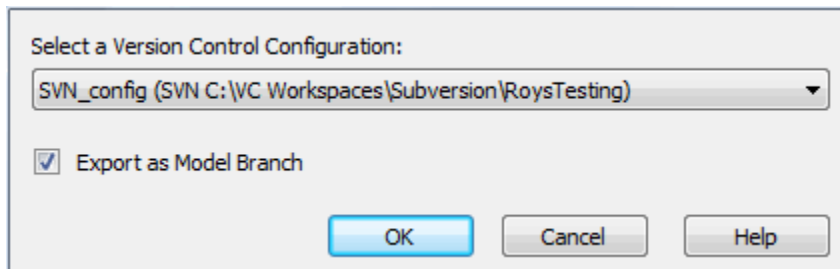 Select a Version Control Configuration:
SVN_config (SVN C:\VC Workspaces\Subversion\RoysTesting)
Export as Model Branch
OK Cancel Help